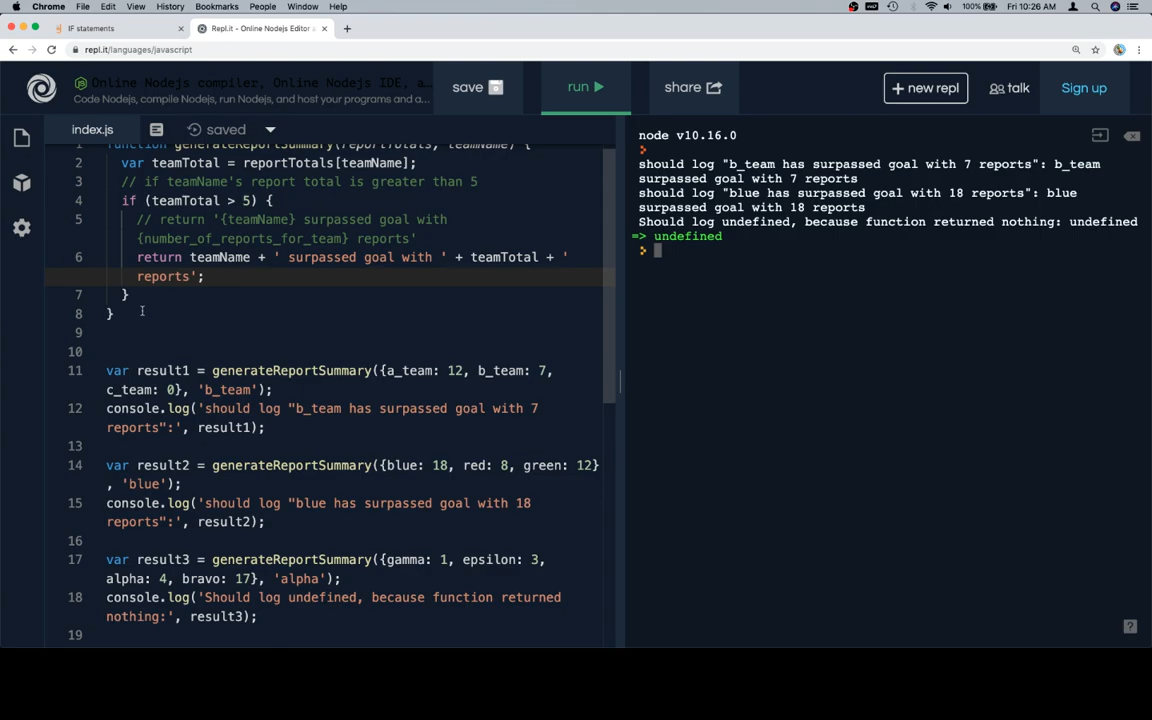 Chrome File Edit View History Bookmarks People Window Help 100% Fri 10:26 AM
IF statements
Repl.it - Online Nodejs Editor a
repl.it/languages/javascript
Online Nodejs compiler, Online Nodejs IDE, a…
Code Nodejs, compile Nodejs, run Nodejs, and host your programs and a…
save
run
share
+ new repl
talk
Sign up
index.js
saved
1 function generateReportSummary(reportTotals, teamName) {
2 var teamTotal = reportTotals[teamName];
3 // if teamName's report total is greater than 5
4 if (teamTotal > 5) {
5 // return '{teamName} surpassed goal with
{number_of_reports_for_team} reports'
6 return teamName + ' surpassed goal with ' + teamTotal + '
reports';
7 }
8 }
9
10
11 var result1 = generateReportSummary({a_team: 12, b_team: 7,
c_team: 0}, 'b_team');
12 console.log('should log "b_team has surpassed goal with 7
reports":', result1);
13
14 var result2 = generateReportSummary({blue: 18, red: 8, green: 12}
, 'blue');
15 console.log('should log "blue has surpassed goal with 18
reports":', result2);
16
17 var result3 = generateReportSummary({gamma: 1, epsilon: 3,
alpha: 4, bravo: 17}, 'alpha');
18 console.log('Should log undefined, because function returned
nothing:', result3);
19
node v10.16.0
should log "b_team has surpassed goal with 7 reports": b_team
surpassed goal with 7 reports
should log "blue has surpassed goal with 18 reports": blue
surpassed goal with 18 reports
Should log undefined, because function returned nothing: undefined
=> undefined
?